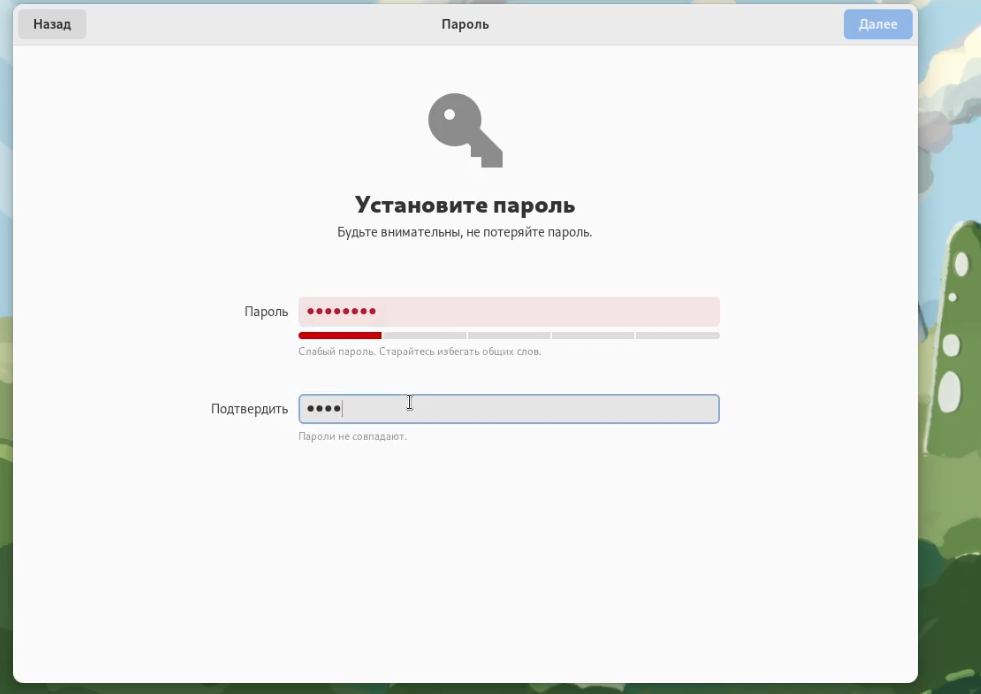 Назад
Пароль
Далее
Установите пароль
Будьте внимательны, не потеряйте пароль.
Пароль
••••••••
Слабый пароль. Старайтесь избегать общих слов.
Подтвердить
••••
Пароли не совпадают.